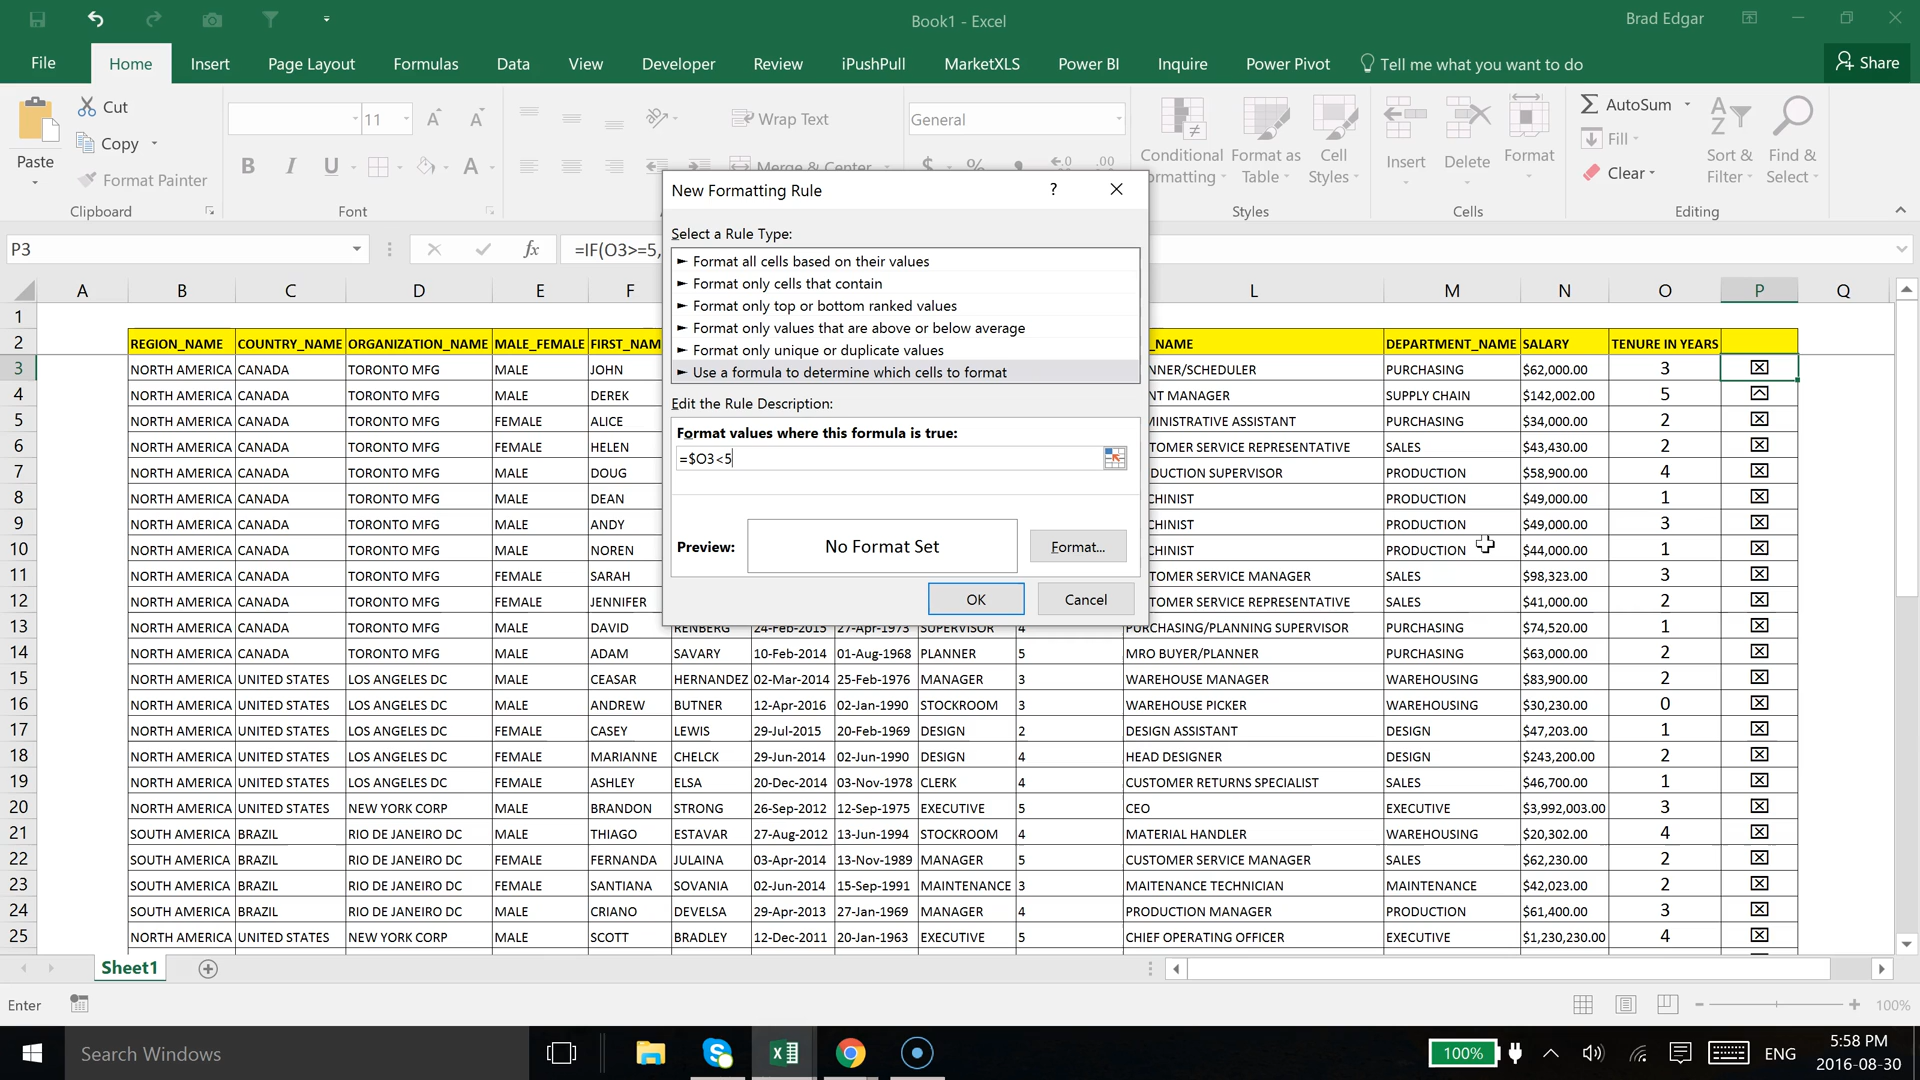 Book1 - Excel
Brad Edgar
File Home Insert Page Layout Formulas Data View Developer Review iPushPull MarketXLS Power BI Inquire Power Pivot Tell me what you want to do Share
Paste
Cut
Copy
Format Painter
Clipboard
11
B I U A
Font
Wrap Text
Merge & Center
General
$ %
Conditional Formatting
Format as Table
Cell Styles
Styles
Insert
Delete
Format
Cells
AutoSum
Fill
Clear
Sort & Filter
Find & Select
Editing
P3
fx
=IF(O3>=5,
New Formatting Rule
?
Select a Rule Type:
► Format all cells based on their values
► Format only cells that contain
► Format only top or bottom ranked values
► Format only values that are above or below average
► Format only unique or duplicate values
► Use a formula to determine which cells to format
Edit the Rule Description:
Format values where this formula is true:
=$O3<5
Preview:
No Format Set
Format...
OK
Cancel
A B C D E F L M N O P Q
1
2 REGION_NAME COUNTRY_NAME ORGANIZATION_NAME MALE_FEMALE FIRST_NAM _NAME DEPARTMENT_NAME SALARY TENURE IN YEARS
3 NORTH AMERICA CANADA TORONTO MFG MALE JOHN NNER/SCHEDULER PURCHASING $62,000.00 3
4 NORTH AMERICA CANADA TORONTO MFG MALE DEREK NT MANAGER SUPPLY CHAIN $142,002.00 5
5 NORTH AMERICA CANADA TORONTO MFG FEMALE ALICE MINISTRATIVE ASSISTANT PURCHASING $34,000.00 2
6 NORTH AMERICA CANADA TORONTO MFG FEMALE HELEN TOMER SERVICE REPRESENTATIVE SALES $43,430.00 2
7 NORTH AMERICA CANADA TORONTO MFG MALE DOUG DUCTION SUPERVISOR PRODUCTION $58,900.00 4
8 NORTH AMERICA CANADA TORONTO MFG MALE DEAN CHINIST PRODUCTION $49,000.00 1
9 NORTH AMERICA CANADA TORONTO MFG MALE ANDY CHINIST PRODUCTION $49,000.00 3
10 NORTH AMERICA CANADA TORONTO MFG MALE NOREN CHINIST PRODUCTION $44,000.00 1
11 NORTH AMERICA CANADA TORONTO MFG FEMALE SARAH TOMER SERVICE MANAGER SALES $98,323.00 3
12 NORTH AMERICA CANADA TORONTO MFG FEMALE JENNIFER TOMER SERVICE REPRESENTATIVE SALES $41,000.00 2
13 NORTH AMERICA CANADA TORONTO MFG MALE DAVID RENBERG 24-Feb-2015 27-Apr-1973 SUPERVISOR 4 PURCHASING/PLANNING SUPERVISOR PURCHASING $74,520.00 1
14 NORTH AMERICA CANADA TORONTO MFG MALE ADAM SAVARY 10-Feb-2014 01-Aug-1968 PLANNER 5 MRO BUYER/PLANNER PURCHASING $63,000.00 2
15 NORTH AMERICA UNITED STATES LOS ANGELES DC MALE CEASAR HERNANDEZ 02-Mar-2014 25-Feb-1976 MANAGER 3 WAREHOUSE MANAGER WAREHOUSING $83,900.00 2
16 NORTH AMERICA UNITED STATES LOS ANGELES DC MALE ANDREW BUTNER 12-Apr-2016 02-Jan-1990 STOCKROOM 3 WAREHOUSE PICKER WAREHOUSING $30,230.00 0
17 NORTH AMERICA UNITED STATES LOS ANGELES DC FEMALE CASEY LEWIS 29-Jul-2015 20-Feb-1969 DESIGN 2 DESIGN ASSISTANT DESIGN $47,203.00 1
18 NORTH AMERICA UNITED STATES LOS ANGELES DC FEMALE MARIANNE CHELCK 29-Jun-2014 02-Jun-1990 DESIGN 4 HEAD DESIGNER DESIGN $243,200.00 2
19 NORTH AMERICA UNITED STATES LOS ANGELES DC FEMALE ASHLEY ELSA 20-Dec-2014 03-Nov-1978 CLERK 4 CUSTOMER RETURNS SPECIALIST SALES $46,700.00 1
20 NORTH AMERICA UNITED STATES NEW YORK CORP MALE BRANDON STRONG 26-Sep-2012 12-Sep-1975 EXECUTIVE 5 CEO EXECUTIVE $3,992,003.00 3
21 SOUTH AMERICA BRAZIL RIO DE JANEIRO DC MALE THIAGO ESTAVAR 27-Aug-2012 13-Jun-1994 STOCKROOM 4 MATERIAL HANDLER WAREHOUSING $20,302.00 4
22 SOUTH AMERICA BRAZIL RIO DE JANEIRO DC FEMALE FERNANDA JULAINA 03-Apr-2014 13-Nov-1989 MANAGER 5 CUSTOMER SERVICE MANAGER SALES $62,230.00 2
23 SOUTH AMERICA BRAZIL RIO DE JANEIRO DC FEMALE SANTIANA SOVANIA 02-Jun-2014 15-Sep-1991 MAINTENANCE 3 MAITENANCE TECHNICIAN MAINTENANCE $42,023.00 2
24 SOUTH AMERICA BRAZIL RIO DE JANEIRO DC MALE CRIANO DEVELSA 29-Apr-2013 27-Jan-1969 MANAGER 4 PRODUCTION MANAGER PRODUCTION $61,400.00 3
25 NORTH AMERICA UNITED STATES NEW YORK CORP MALE SCOTT BRADLEY 12-Dec-2011 20-Jan-1963 EXECUTIVE 5 CHIEF OPERATING OFFICER EXECUTIVE $1,230,230.00 4
Sheet1
Enter
100%
Search Windows
100%
ENG
5:58 PM
2016-08-30